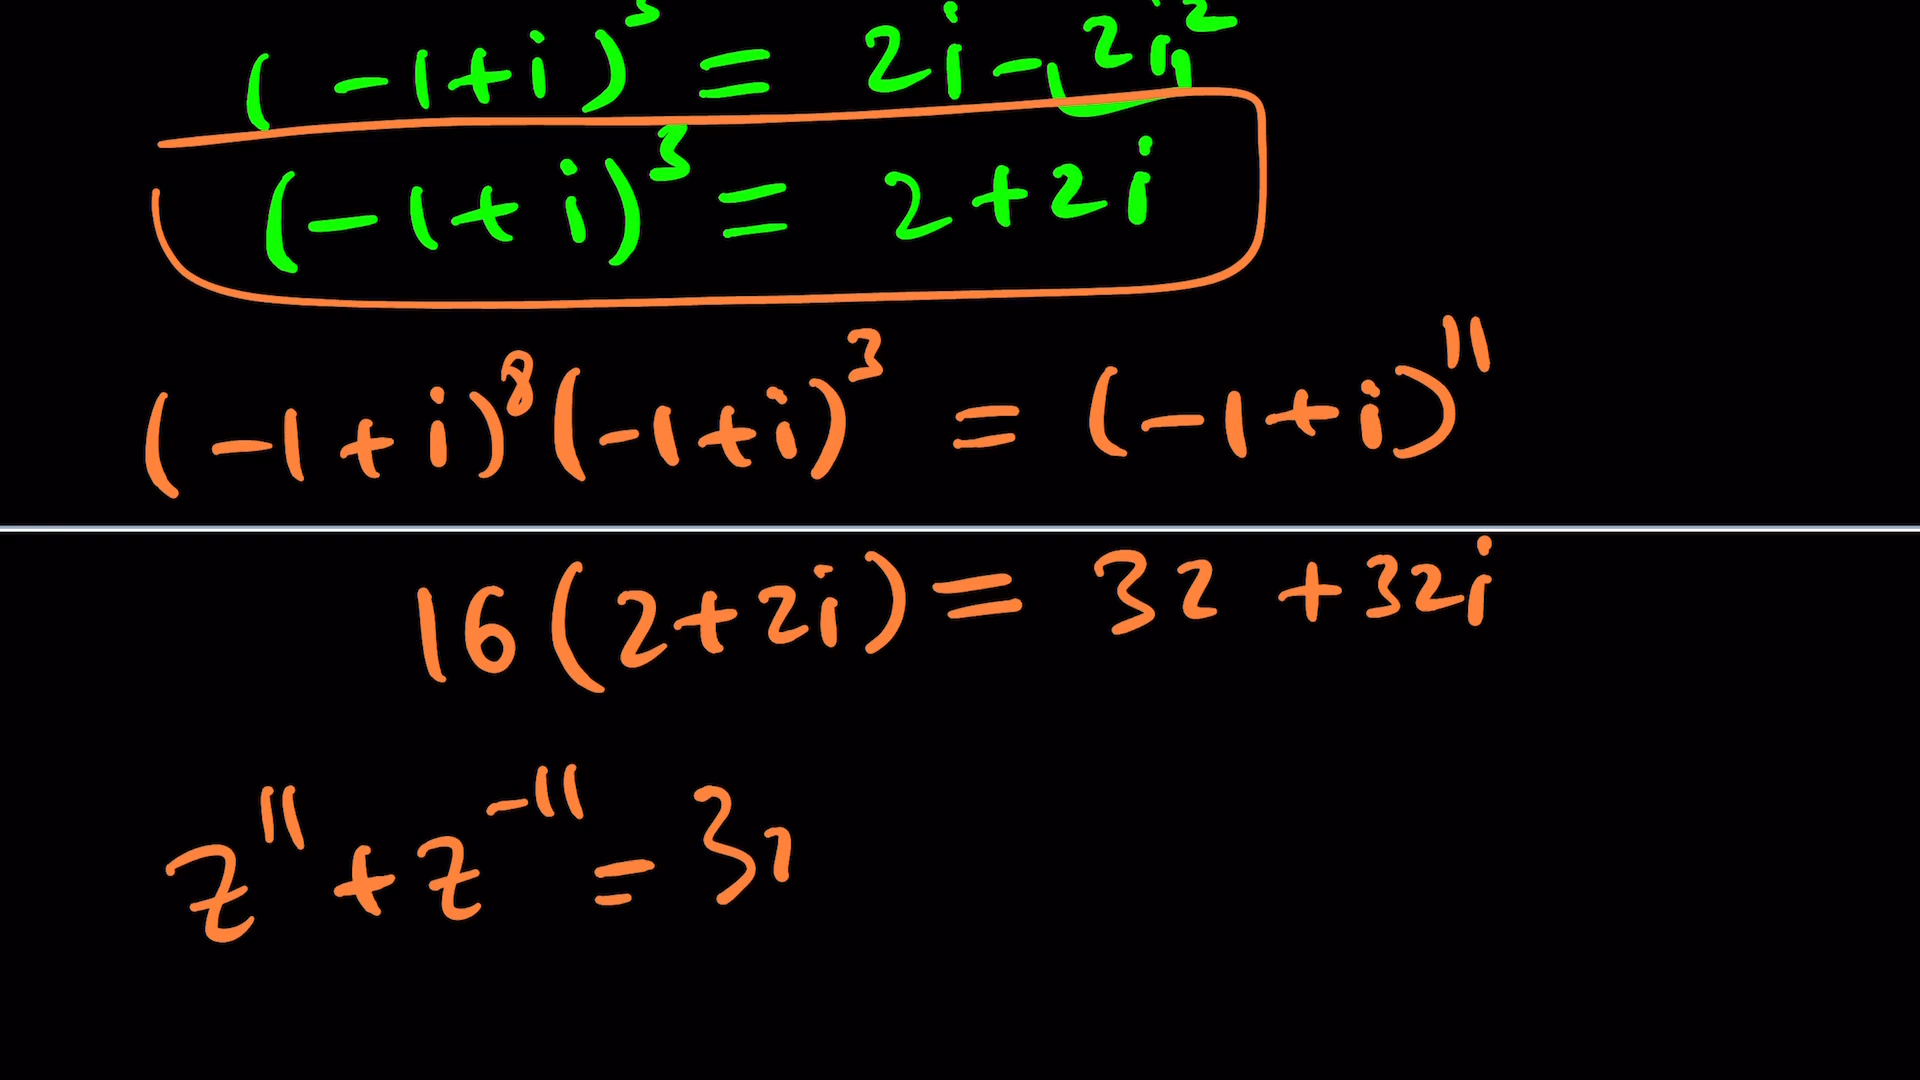 (-1+i)³ = 2i-2i²
(-1+i)³ = 2+2i
(-1+i)⁸(-1+i)³ = (-1+i)¹¹
16(2+2i) = 32+32i
z¹¹+z⁻¹¹ = 32